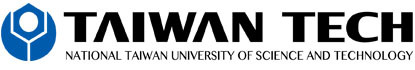 TAIWAN TECH
NATIONAL TAIWAN UNIVERSITY OF SCIENCE AND TECHNOLOGY